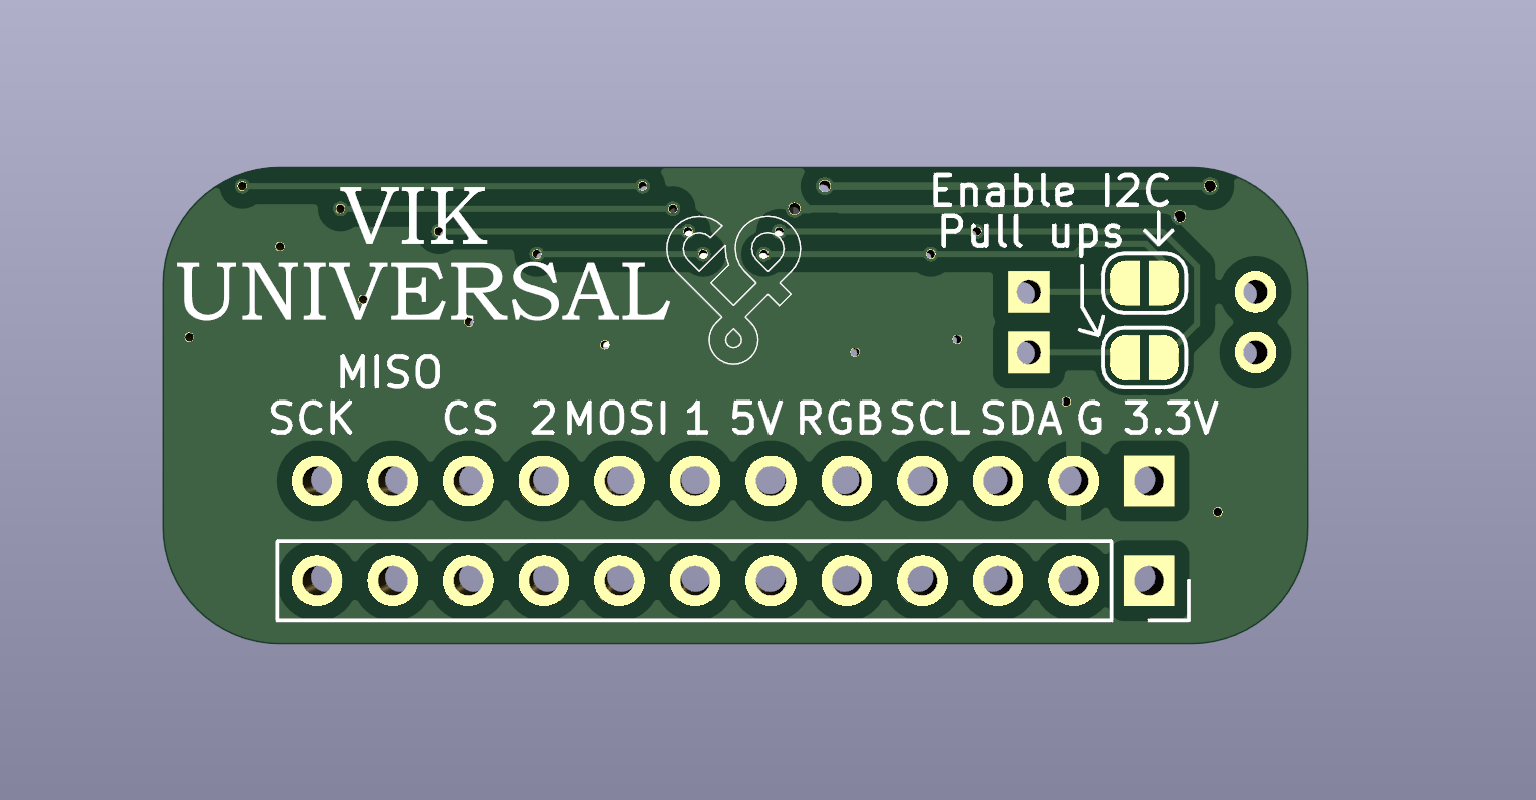 VIK
UNIVERSAL
Enable I2C
Pull ups
MISO
SCK CS 2 MOSI 1 5V RGB SCL SDA G 3.3V